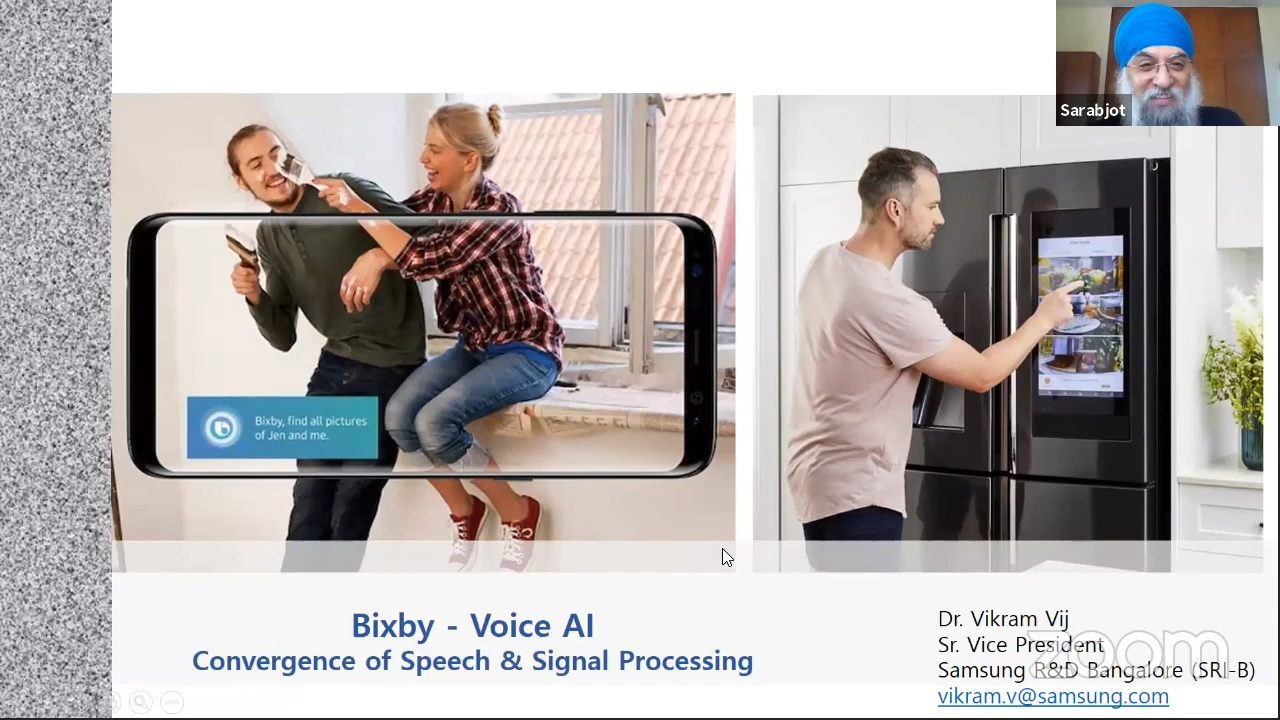 Sarabjot
Bixby, find all pictures
of Jen and me.
Bixby - Voice AI
Convergence of Speech & Signal Processing
Dr. Vikram Vij
Sr. Vice President
Samsung R&D Bangalore (SRI-B)
vikram.v@samsung.com
zoom